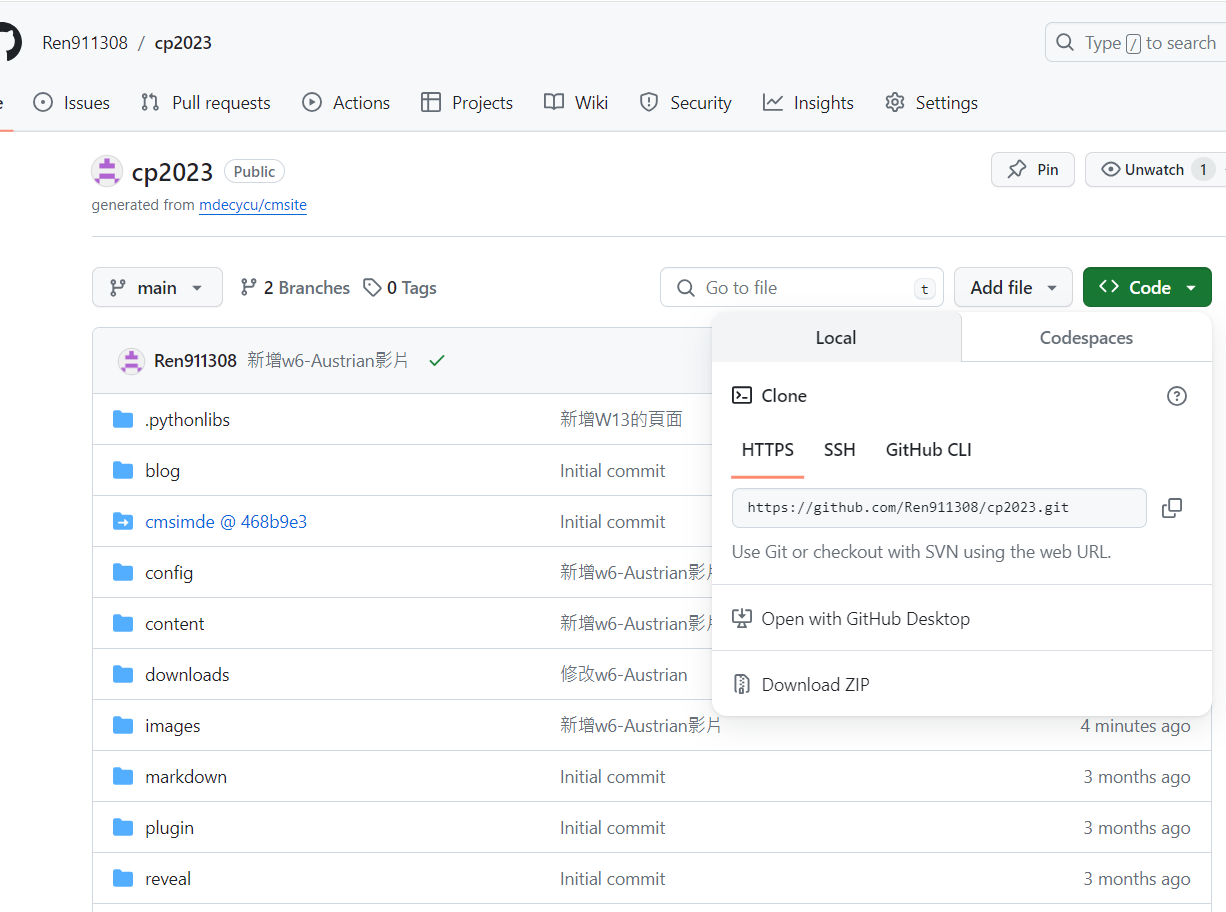 Ren911308 / cp2023
Type / to search
Issues Pull requests Actions Projects Wiki Security Insights Settings
cp2023 Public
Pin Unwatch 1
generated from mdecycu/cmsite
main 2 Branches 0 Tags
Go to file t Add file Code
Local Codespaces
Ren911308 新增w6-Austrian影片
Clone
.pythonlibs 新增W13的頁面
HTTPS SSH GitHub CLI
blog Initial commit
https://github.com/Ren911308/cp2023.git
cmsimde @ 468b9e3 Initial commit
Use Git or checkout with SVN using the web URL.
config 新增w6-Austrian影片
content 新增w6-Austrian影片
Open with GitHub Desktop
downloads 修改w6-Austrian
Download ZIP
images 新增w6-Austrian影片 4 minutes ago
markdown Initial commit 3 months ago
plugin Initial commit 3 months ago
reveal Initial commit 3 months ago